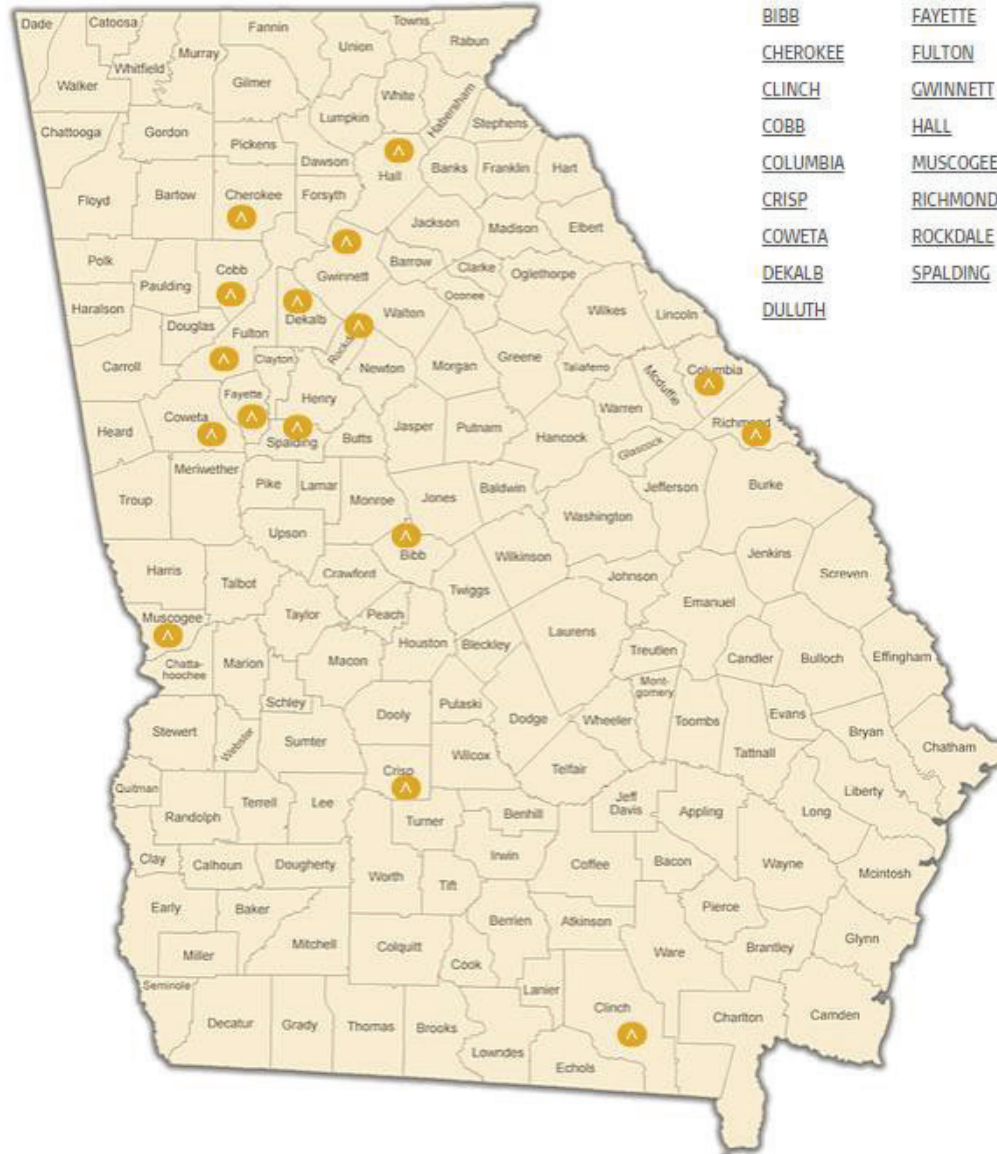 BIBB FAYETTE
CHEROKEE FULTON
CLINCH GWINNETT
COBB HALL
COLUMBIA MUSCOGEE
CRISP RICHMOND
COWETA ROCKDALE
DEKALB SPALDING
DULUTH
Dade Catoosa Fannin Towns
Union Rabun
Whitfield Murray
Walker Gilmer White Habersham
Lumpkin Stephens
Chattooga Gordon Pickens
Dawson Banks Franklin Hart
Hall
Floyd Bartow Cherokee Forsyth
Jackson Madison Elbert
Polk Cobb Gwinnett Barrow Clarke Oglethorpe
Paulding Oconee
Haralson Dekalb Walton Wilkes Lincoln
Douglas Fulton
Carroll Clayton Newton Morgan Greene Taliaferro Mcduffie Columbia
Fayette Henry Warren
Heard Coweta Spalding Butts Jasper Putnam Hancock Glascock Richmond
Meriwether Pike Lamar Monroe Jones Baldwin Jefferson Burke
Troup Upson Washington
Bibb Wilkinson Jenkins
Harris Talbot Crawford Twiggs Johnson Screven
Muscogee Taylor Peach Emanuel
Houston Bleckley Laurens
Chatta-
hoochee Marion Macon Treutlen Candler Bulloch Effingham
Schley Dooly Pulaski Mont-
gomery
Stewert Webster Sumter Dodge Wheeler Toombs Evans Bryan
Wilcox Tattnall Chatham
Quitman Crisp Telfair Liberty
Randolph Terrell Lee Turner Benhill Jeff
Davis Appling Long
Clay Calhoun Dougherty Irwin Coffee Bacon Wayne Mcintosh
Worth Tift
Early Baker Berrien Atkinson Pierce
Miller Mitchell Colquitt Cook Ware Brantley Glynn
Seminole Lanier Clinch
Decatur Grady Thomas Brooks Charlton Camden
Lowndes Echols